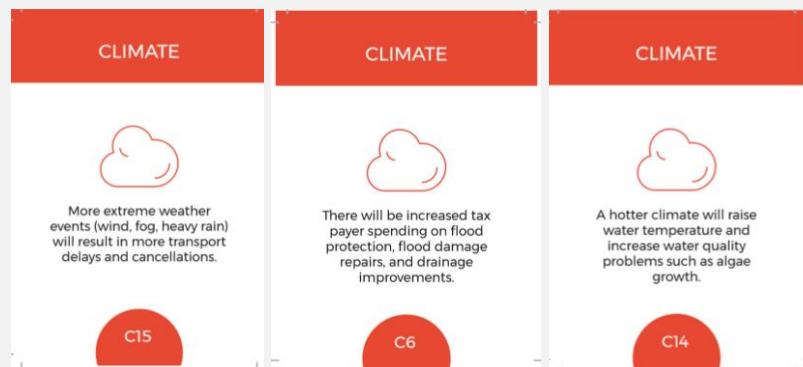 CLIMATE
More extreme weather
events (wind, fog, heavy rain)
will result in more transport
delays and cancellations.
C15
CLIMATE
There will be increased tax
payer spending on flood
protection, flood damage
repairs, and drainage
improvements.
C6
CLIMATE
A hotter climate will raise
water temperature and
increase water quality
problems such as algae
growth.
C14